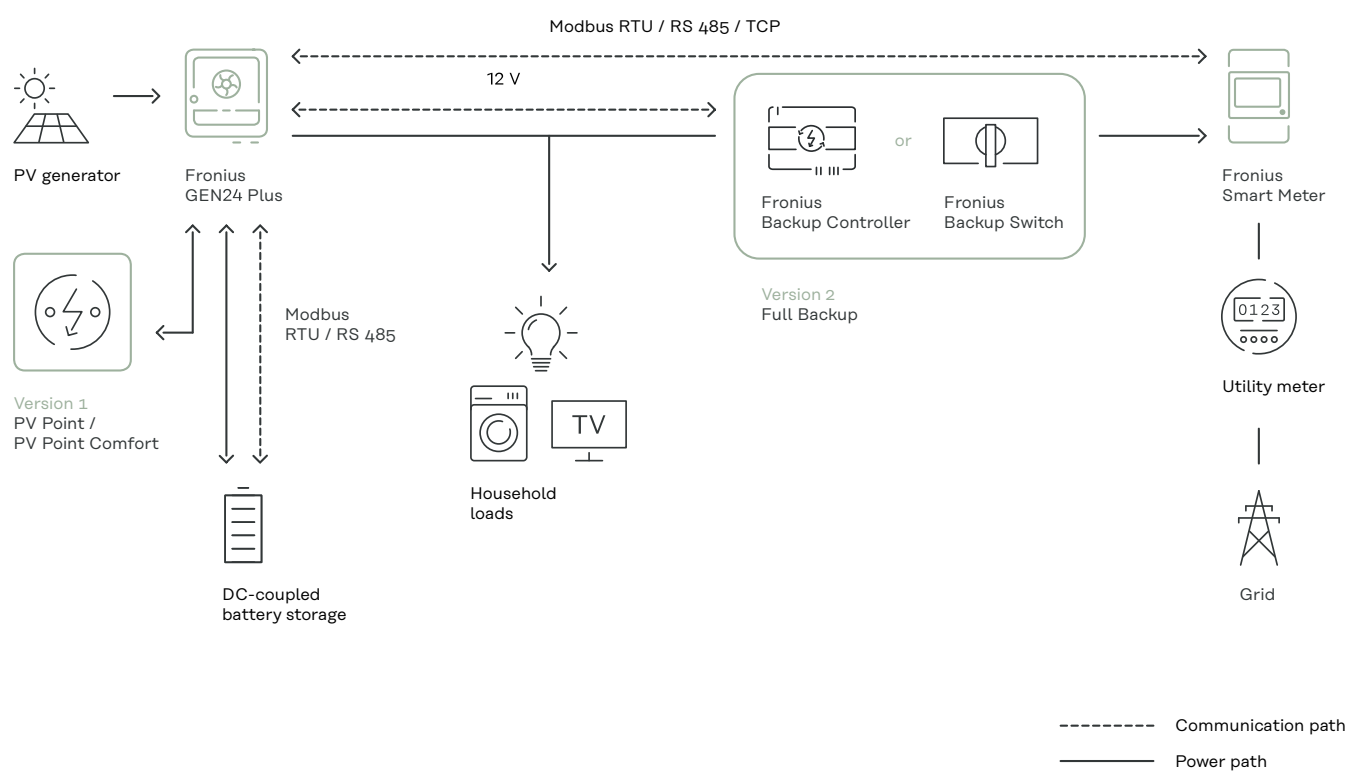 Modbus RTU / RS 485 / TCP
12 V
PV generator
Fronius
GEN24 Plus
or
Fronius
Backup Controller
Fronius
Backup Switch
Fronius
Smart Meter
Version 2
Full Backup
Modbus
RTU / RS 485
0123
Utility meter
Version 1
PV Point /
PV Point Comfort
TV
Household
loads
DC-coupled
battery storage
Grid
Communication path
Power path